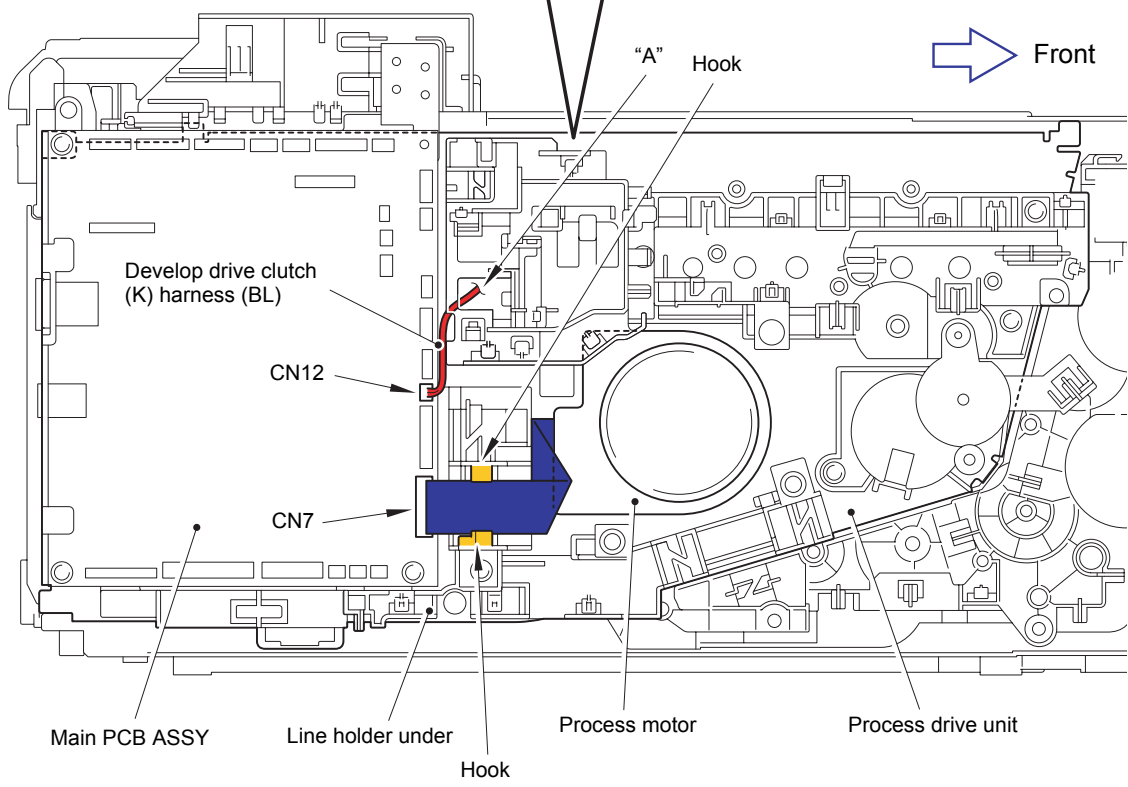 “A”
Hook
Front
Develop drive clutch
(K) harness (BL)
CN12
CN7
Main PCB ASSY
Line holder under
Process motor
Process drive unit
Hook